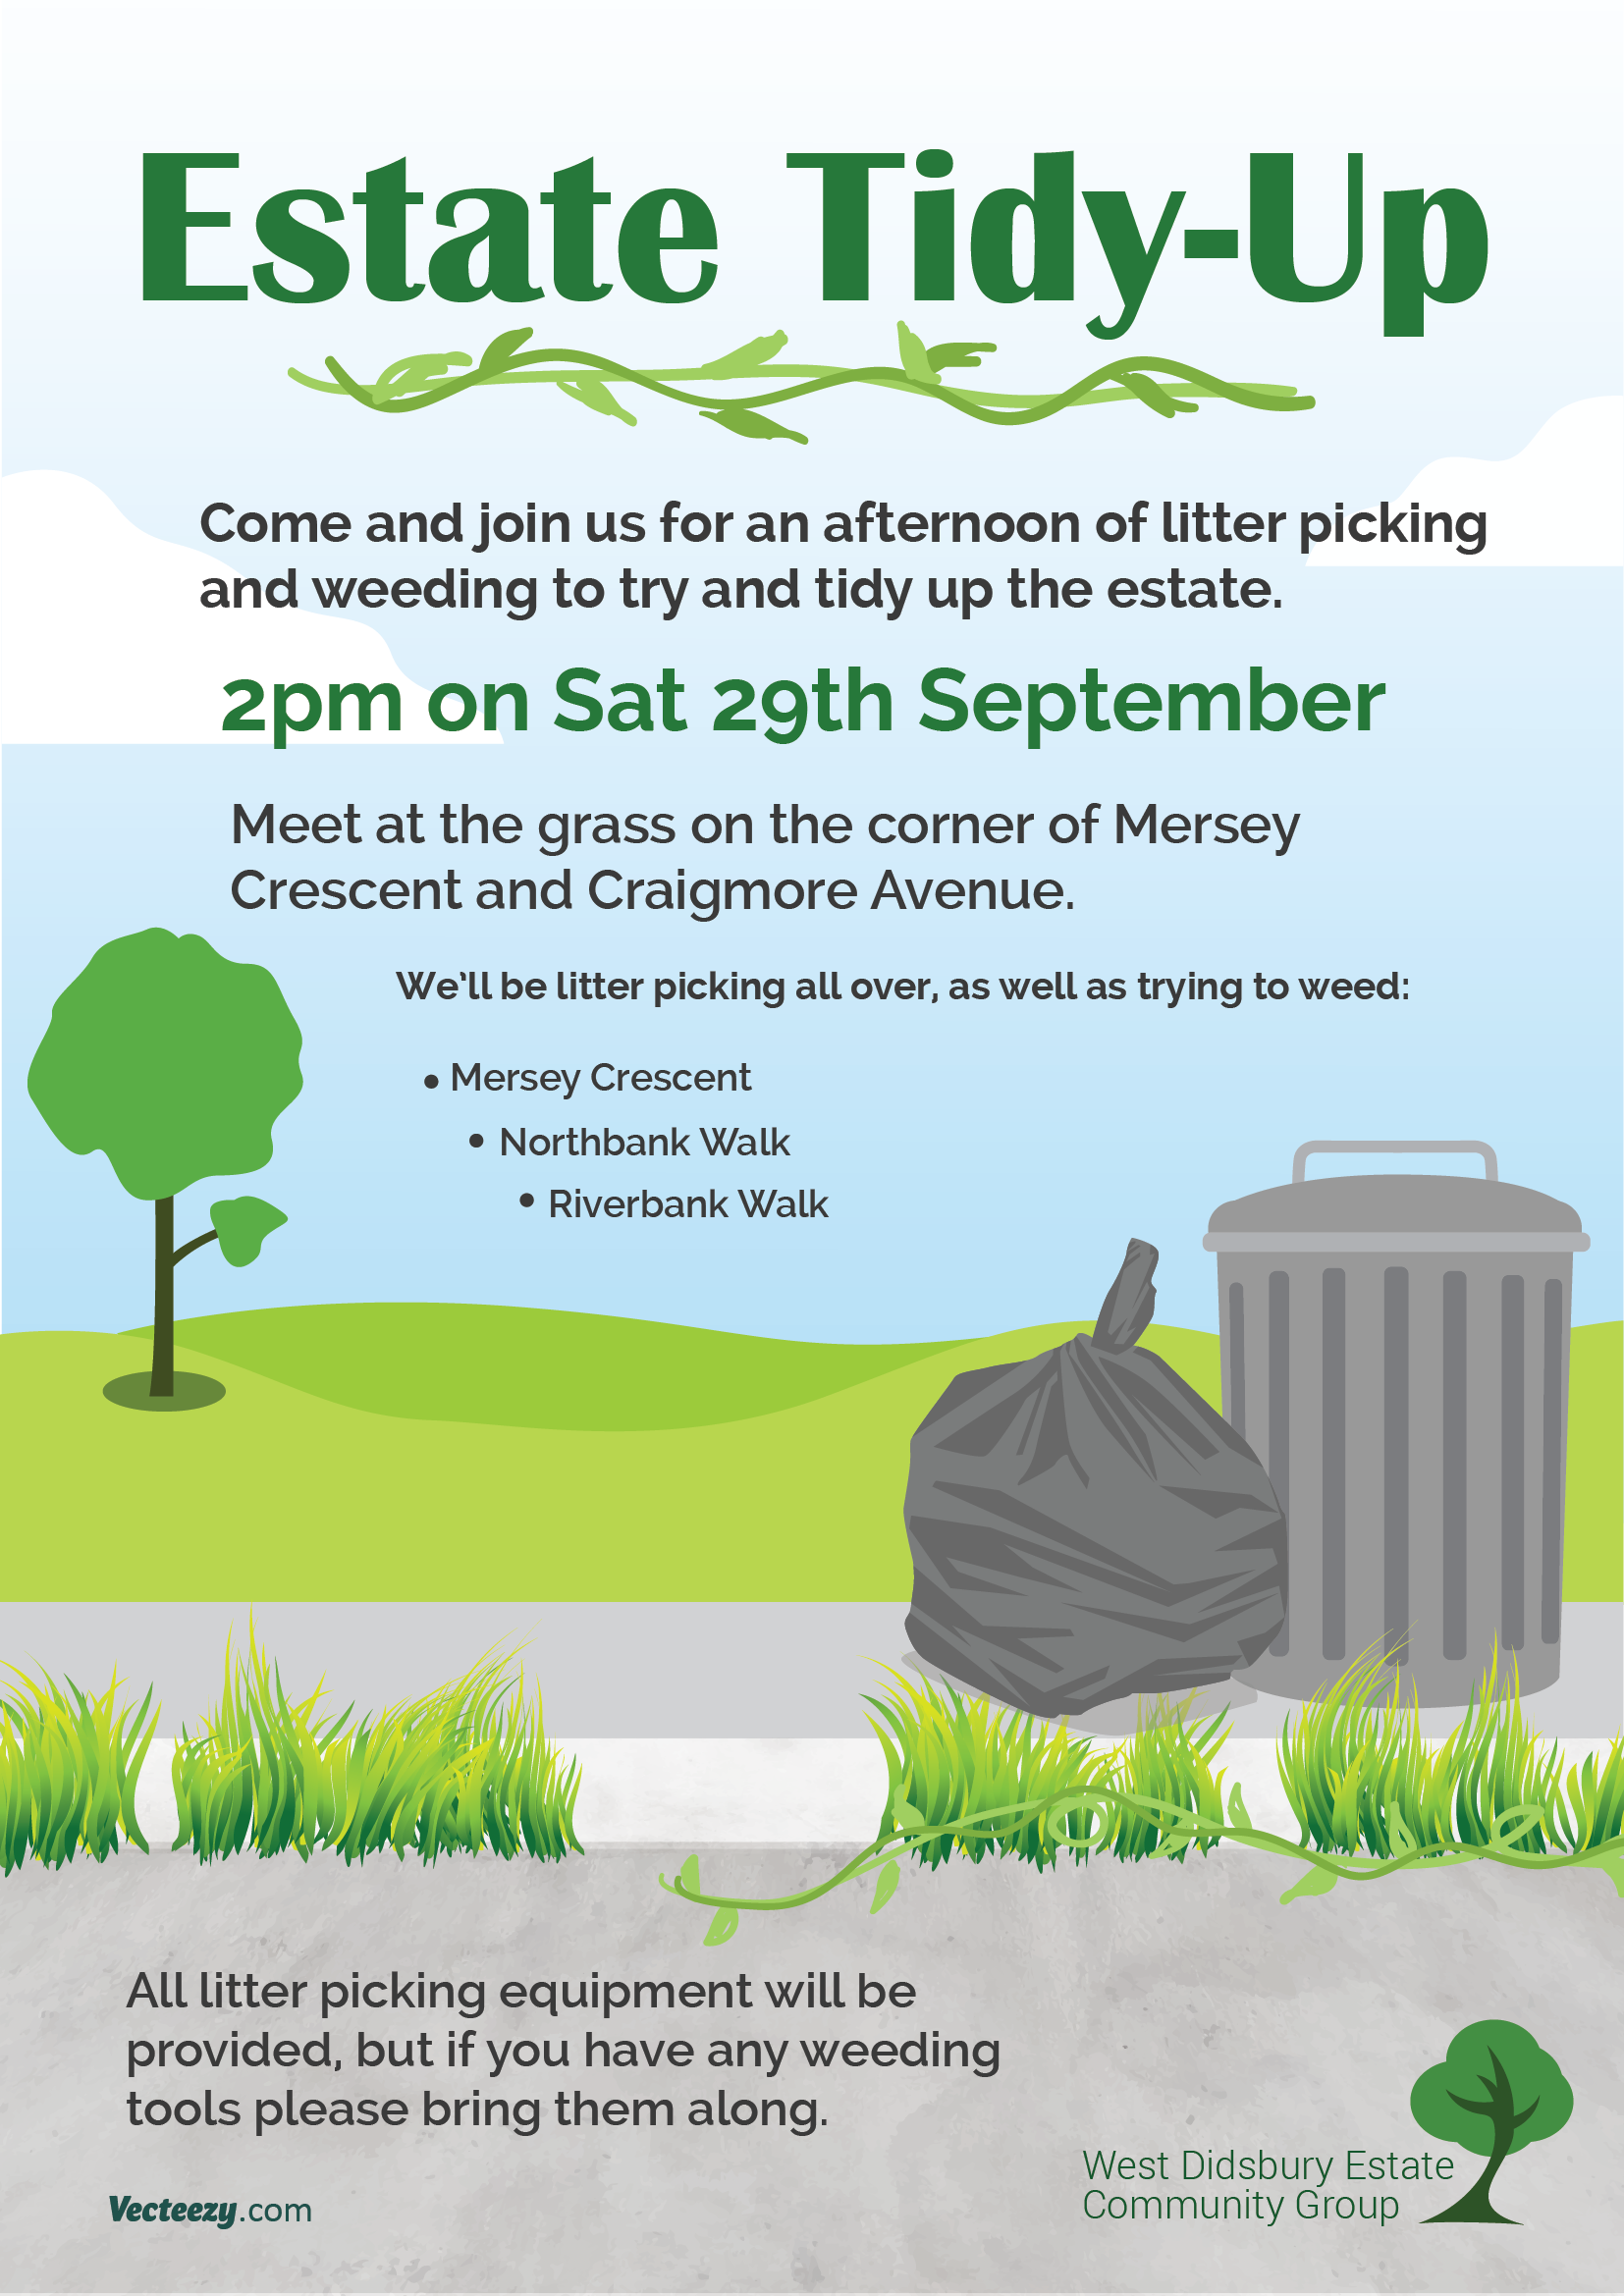 Estate Tidy-Up
Come and join us for an afternoon of litter picking
and weeding to try and tidy up the estate.
2pm on Sat 29th September
Meet at the grass on the corner of Mersey
Crescent and Craigmore Avenue.
We'll be litter picking all over, as well as trying to weed:
• Mersey Crescent
• Northbank Walk
• Riverbank Walk
All litter picking equipment will be
provided, but if you have any weeding
tools please bring them along.
West Didsbury Estate
Community Group
Vecteezy.com